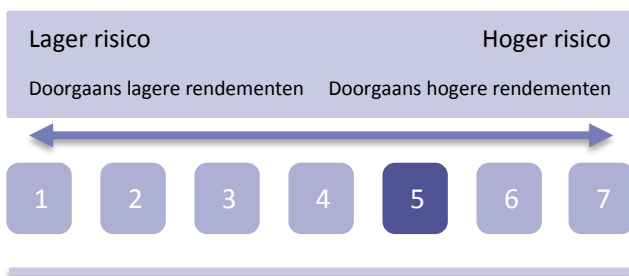 Lager risico Hoger risico
Doorgaans lagere rendementen Doorgaans hogere rendementen
1 2 3 4 5 6 7